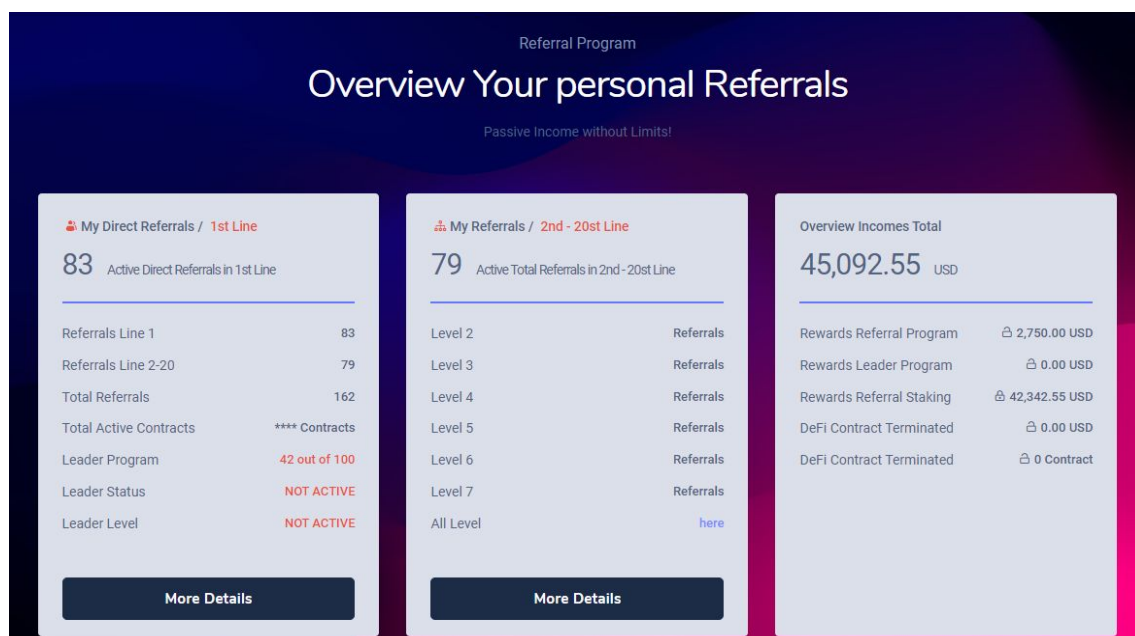 Referral Program
Overview Your personal Referrals
Passive Income without Limits!
My Direct Referrals / 1st Line
83 Active Direct Referrals in 1st Line
Referrals Line 1 83
Referrals Line 2-20 79
Total Referrals 162
Total Active Contracts **** Contracts
Leader Program 42 out of 100
Leader Status NOT ACTIVE
Leader Level NOT ACTIVE
More Details
My Referrals / 2nd - 20st Line
79 Active Total Referrals in 2nd - 20st Line
Level 2 Referrals
Level 3 Referrals
Level 4 Referrals
Level 5 Referrals
Level 6 Referrals
Level 7 Referrals
All Level here
More Details
Overview Incomes Total
45,092.55 USD
Rewards Referral Program 2,750.00 USD
Rewards Leader Program 0.00 USD
Rewards Referral Staking 42,342.55 USD
DeFi Contract Terminated 0.00 USD
DeFi Contract Terminated 0 Contract